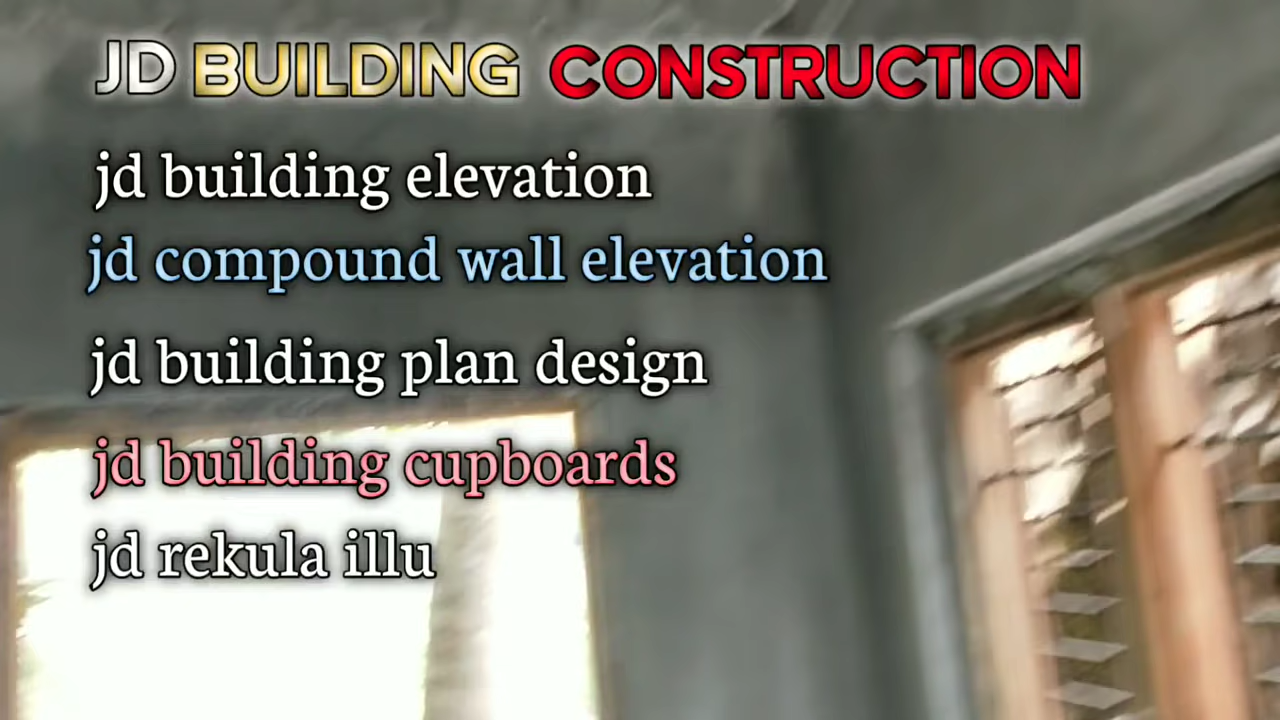 JD BUILDING CONSTRUCTION
jd building elevation
jd compound wall elevation
jd building plan design
jd building cupboards
jd rekula illu